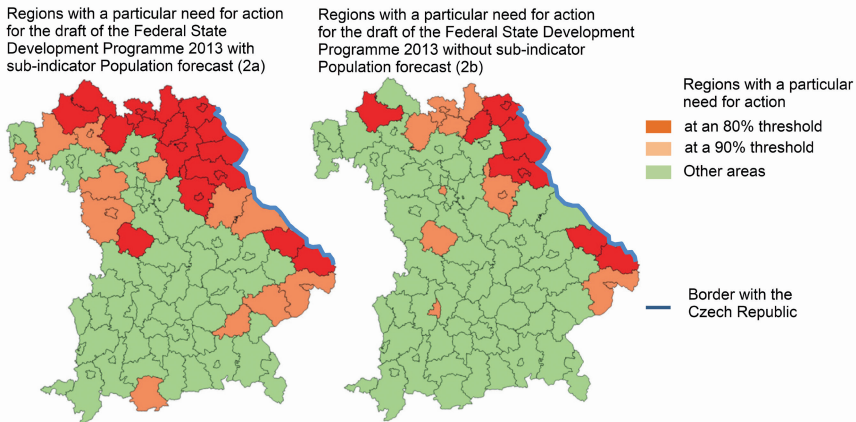 Regions with a particular need for action
for the draft of the Federal State
Development Programme 2013 with
sub-indicator Population forecast (2a)
Regions with a particular need for action
for the draft of the Federal State Development
Programme 2013 without sub-indicator
Population forecast (2b)
Regions with a particular
need for action
at an 80% threshold
at a 90% threshold
Other areas
Border with the
Czech Republic